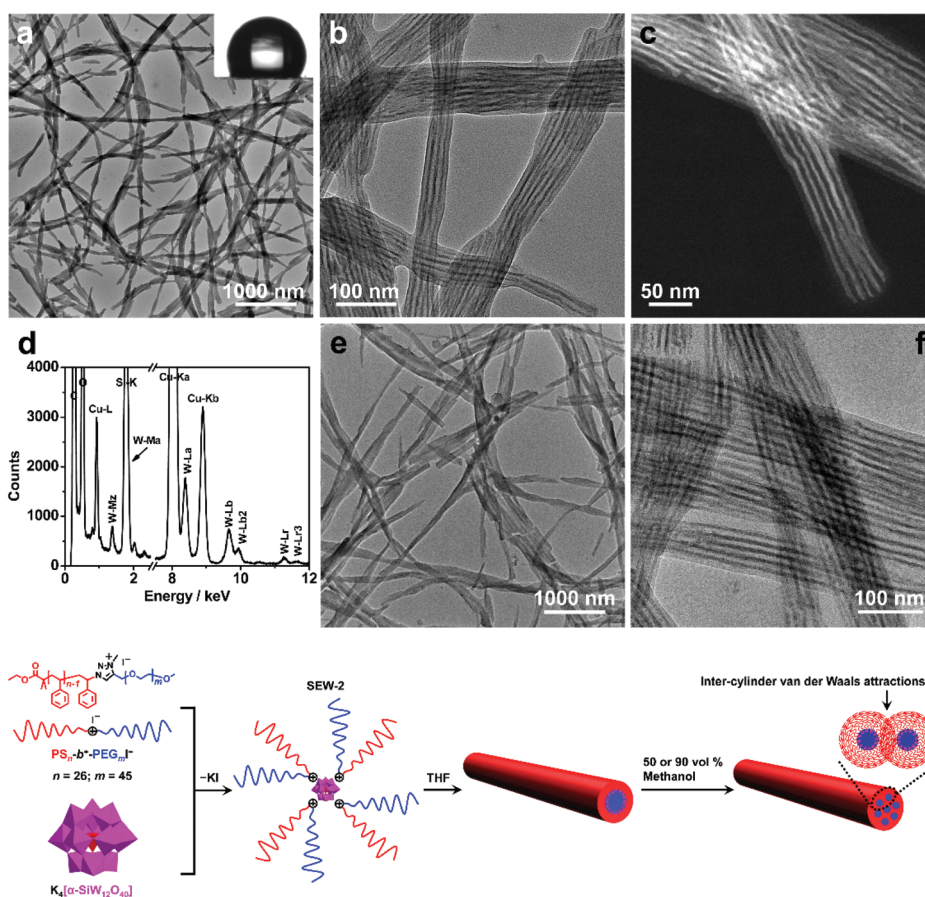 a
1000 nm
b
100 nm
c
50 nm
d
4000
3000
2000
1000
0
Counts
C
O
Cu-L
W-Mz
Si-K
W-Ma
Cu-Ka
W-La
Cu-Kb
W-Lb
W-Lb2
W-Lr
W-Lr3
0 2 8 10 12
Energy / keV
e
1000 nm
f
100 nm
O
O
n-1
N=N
N
+
I⁻
O
m
O
I⁻
+
PSₙ-b⁺-PEGₘI⁻
n = 26; m = 45
K₄[α-SiW₁₂O₄₀]
–KI
SEW-2
THF
50 or 90 vol %
Methanol
Inter-cylinder van der Waals attractions